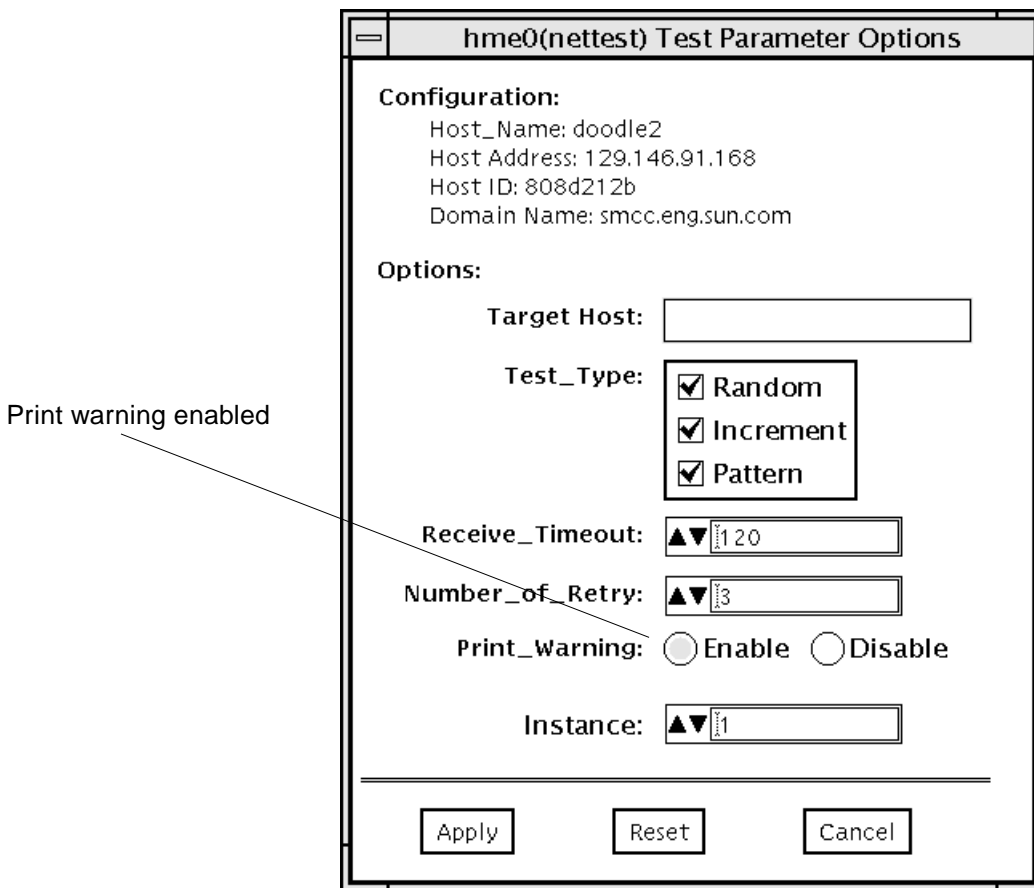 hme0(nettest) Test Parameter Options
Configuration:
Host_Name: doodle2
Host Address: 129.146.91.168
Host ID: 808d212b
Domain Name: smcc.eng.sun.com
Options:
Target Host:
Test_Type:
Random
Increment
Pattern
Print warning enabled
Receive_Timeout: 120
Number_of_Retry: 3
Print_Warning: Enable Disable
Instance: 1
Apply Reset Cancel